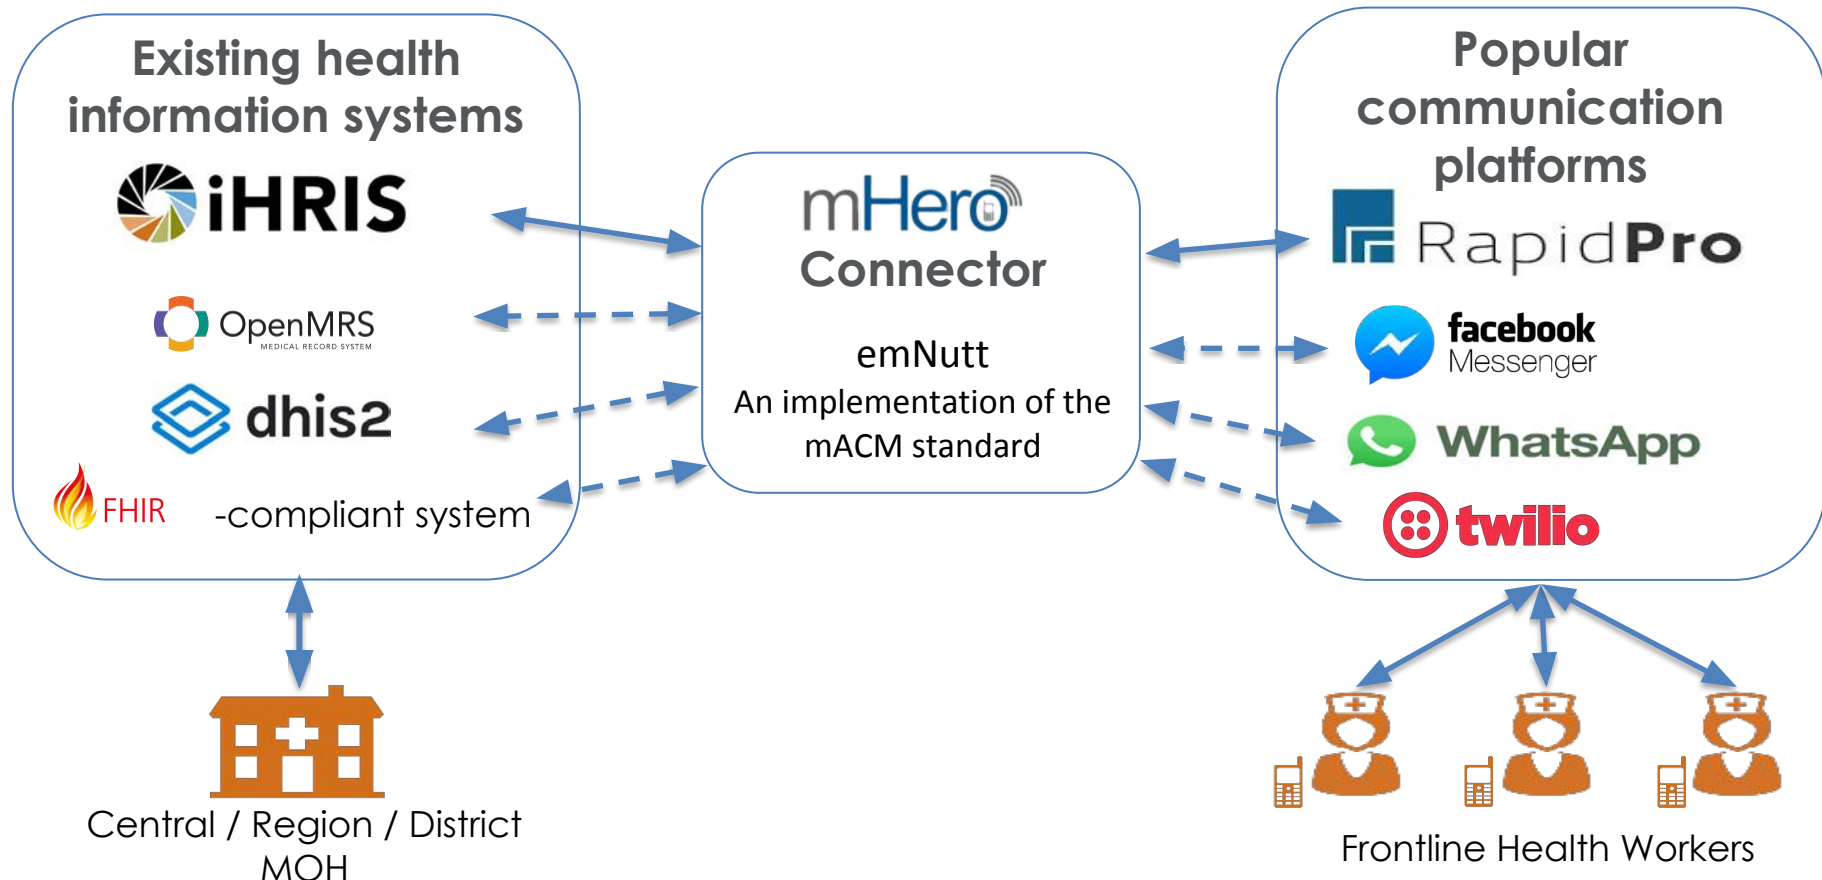 Existing health
information systems
iHRIS
OpenMRS
MEDICAL RECORD SYSTEM
dhis2
FHIR -compliant system
Central / Region / District
MOH
mHero
Connector
emNutt
An implementation of the
mACM standard
Popular
communication
platforms
RapidPro
facebook
Messenger
WhatsApp
twilio
Frontline Health Workers